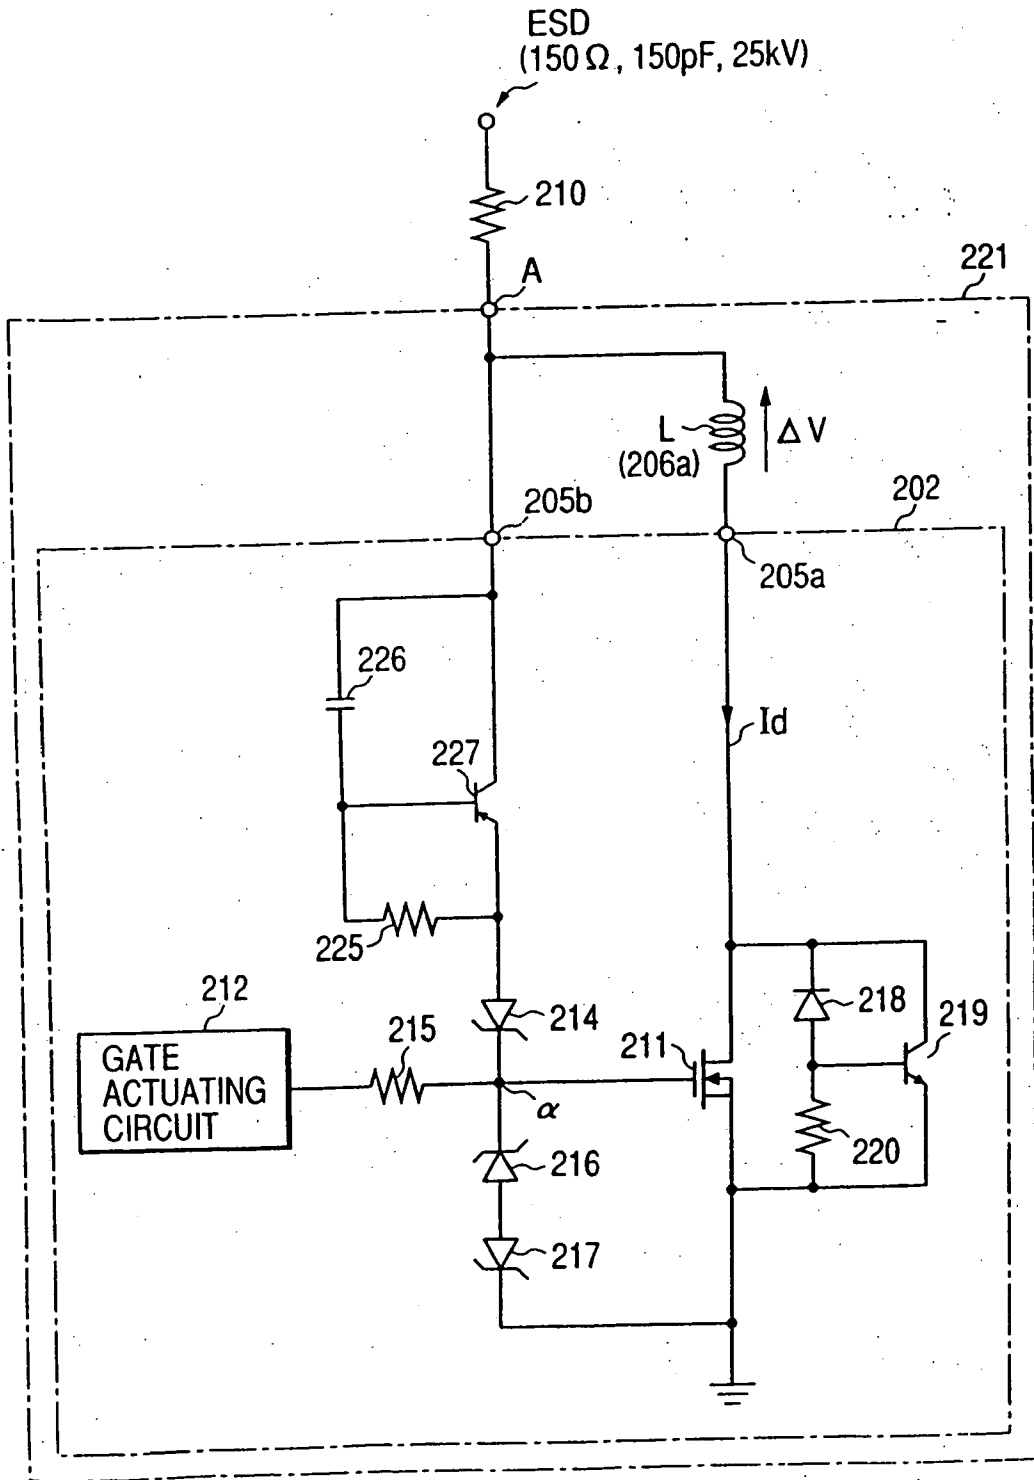 ESD
(150 Ω, 150pF, 25kV)
210
A
221
L
(206a)
ΔV
205b
202
205a
226
Id
227
225
212
214
218
215
211
219
GATE
ACTUATING
CIRCUIT
α
216
220
217